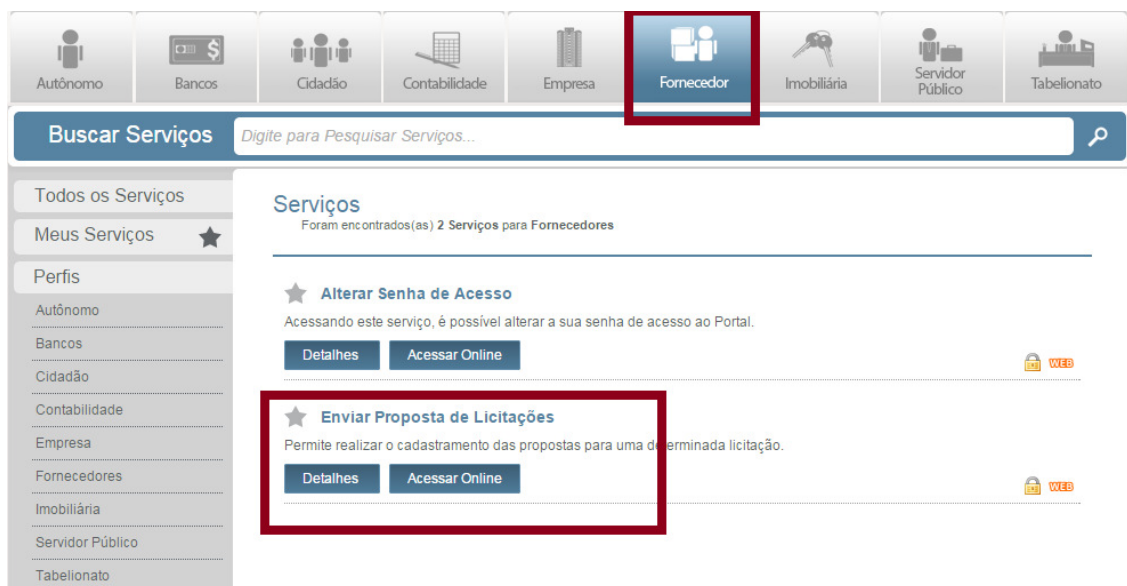 Autônomo
Bancos
Cidadão
Contabilidade
Empresa
Fornecedor
Imobiliária
Servidor
Público
Tabelionato
Buscar Serviços
Digite para Pesquisar Serviços...
Todos os Serviços
Meus Serviços
Perfis
Autônomo
Bancos
Cidadão
Contabilidade
Empresa
Fornecedores
Imobiliária
Servidor Público
Tabelionato
Serviços
Foram encontrados(as) 2 Serviços para Fornecedores
Alterar Senha de Acesso
Acessando este serviço, é possível alterar a sua senha de acesso ao Portal.
Detalhes
Acessar Online
WEB
Enviar Proposta de Licitações
Permite realizar o cadastramento das propostas para uma determinada licitação.
Detalhes
Acessar Online
WEB